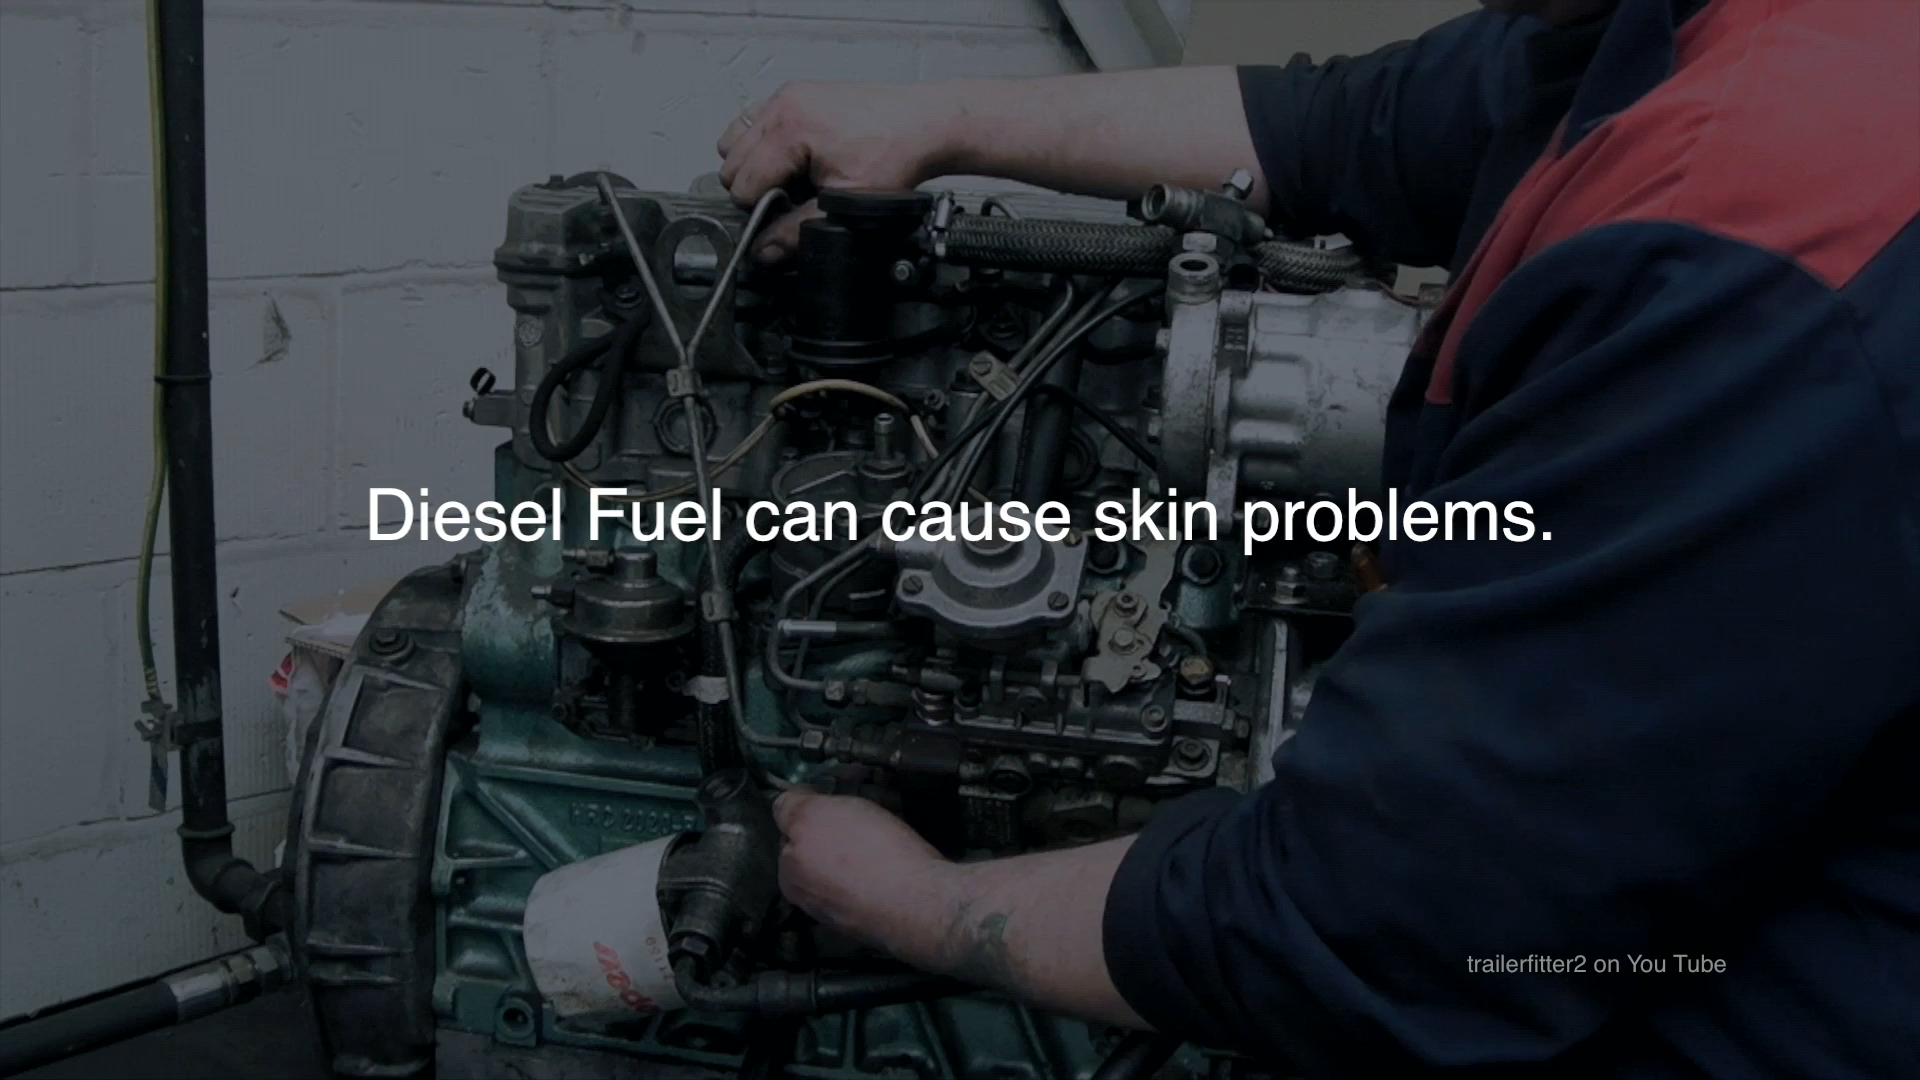 Diesel Fuel can cause skin problems.
trailerfitter2 on You Tube